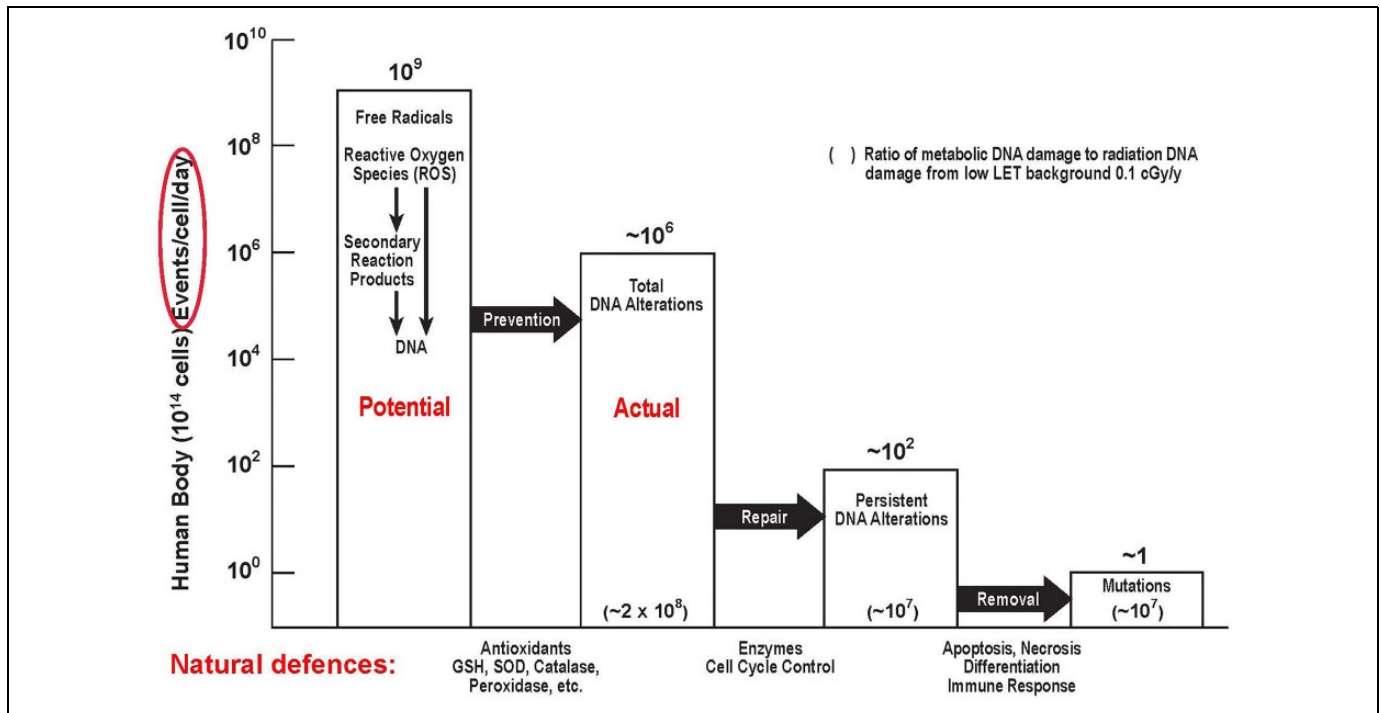 10^10
10^8
10^6
10^4
10^2
10^0
Human Body (10^14 cells) Events/cell/day
10^9
Free Radicals
Reactive Oxygen
Species (ROS)
Secondary
Reaction
Products
DNA
Potential
Prevention
~10^6
Total
DNA Alterations
Actual
(~2 x 10^8)
Repair
~10^2
Persistent
DNA Alterations
(~10^7)
Removal
~1
Mutations
(~10^7)
( ) Ratio of metabolic DNA damage to radiation DNA
damage from low LET background 0.1 cGy/y
Natural defences:
Antioxidants
GSH, SOD, Catalase,
Peroxidase, etc.
Enzymes
Cell Cycle Control
Apoptosis, Necrosis
Differentiation
Immune Response